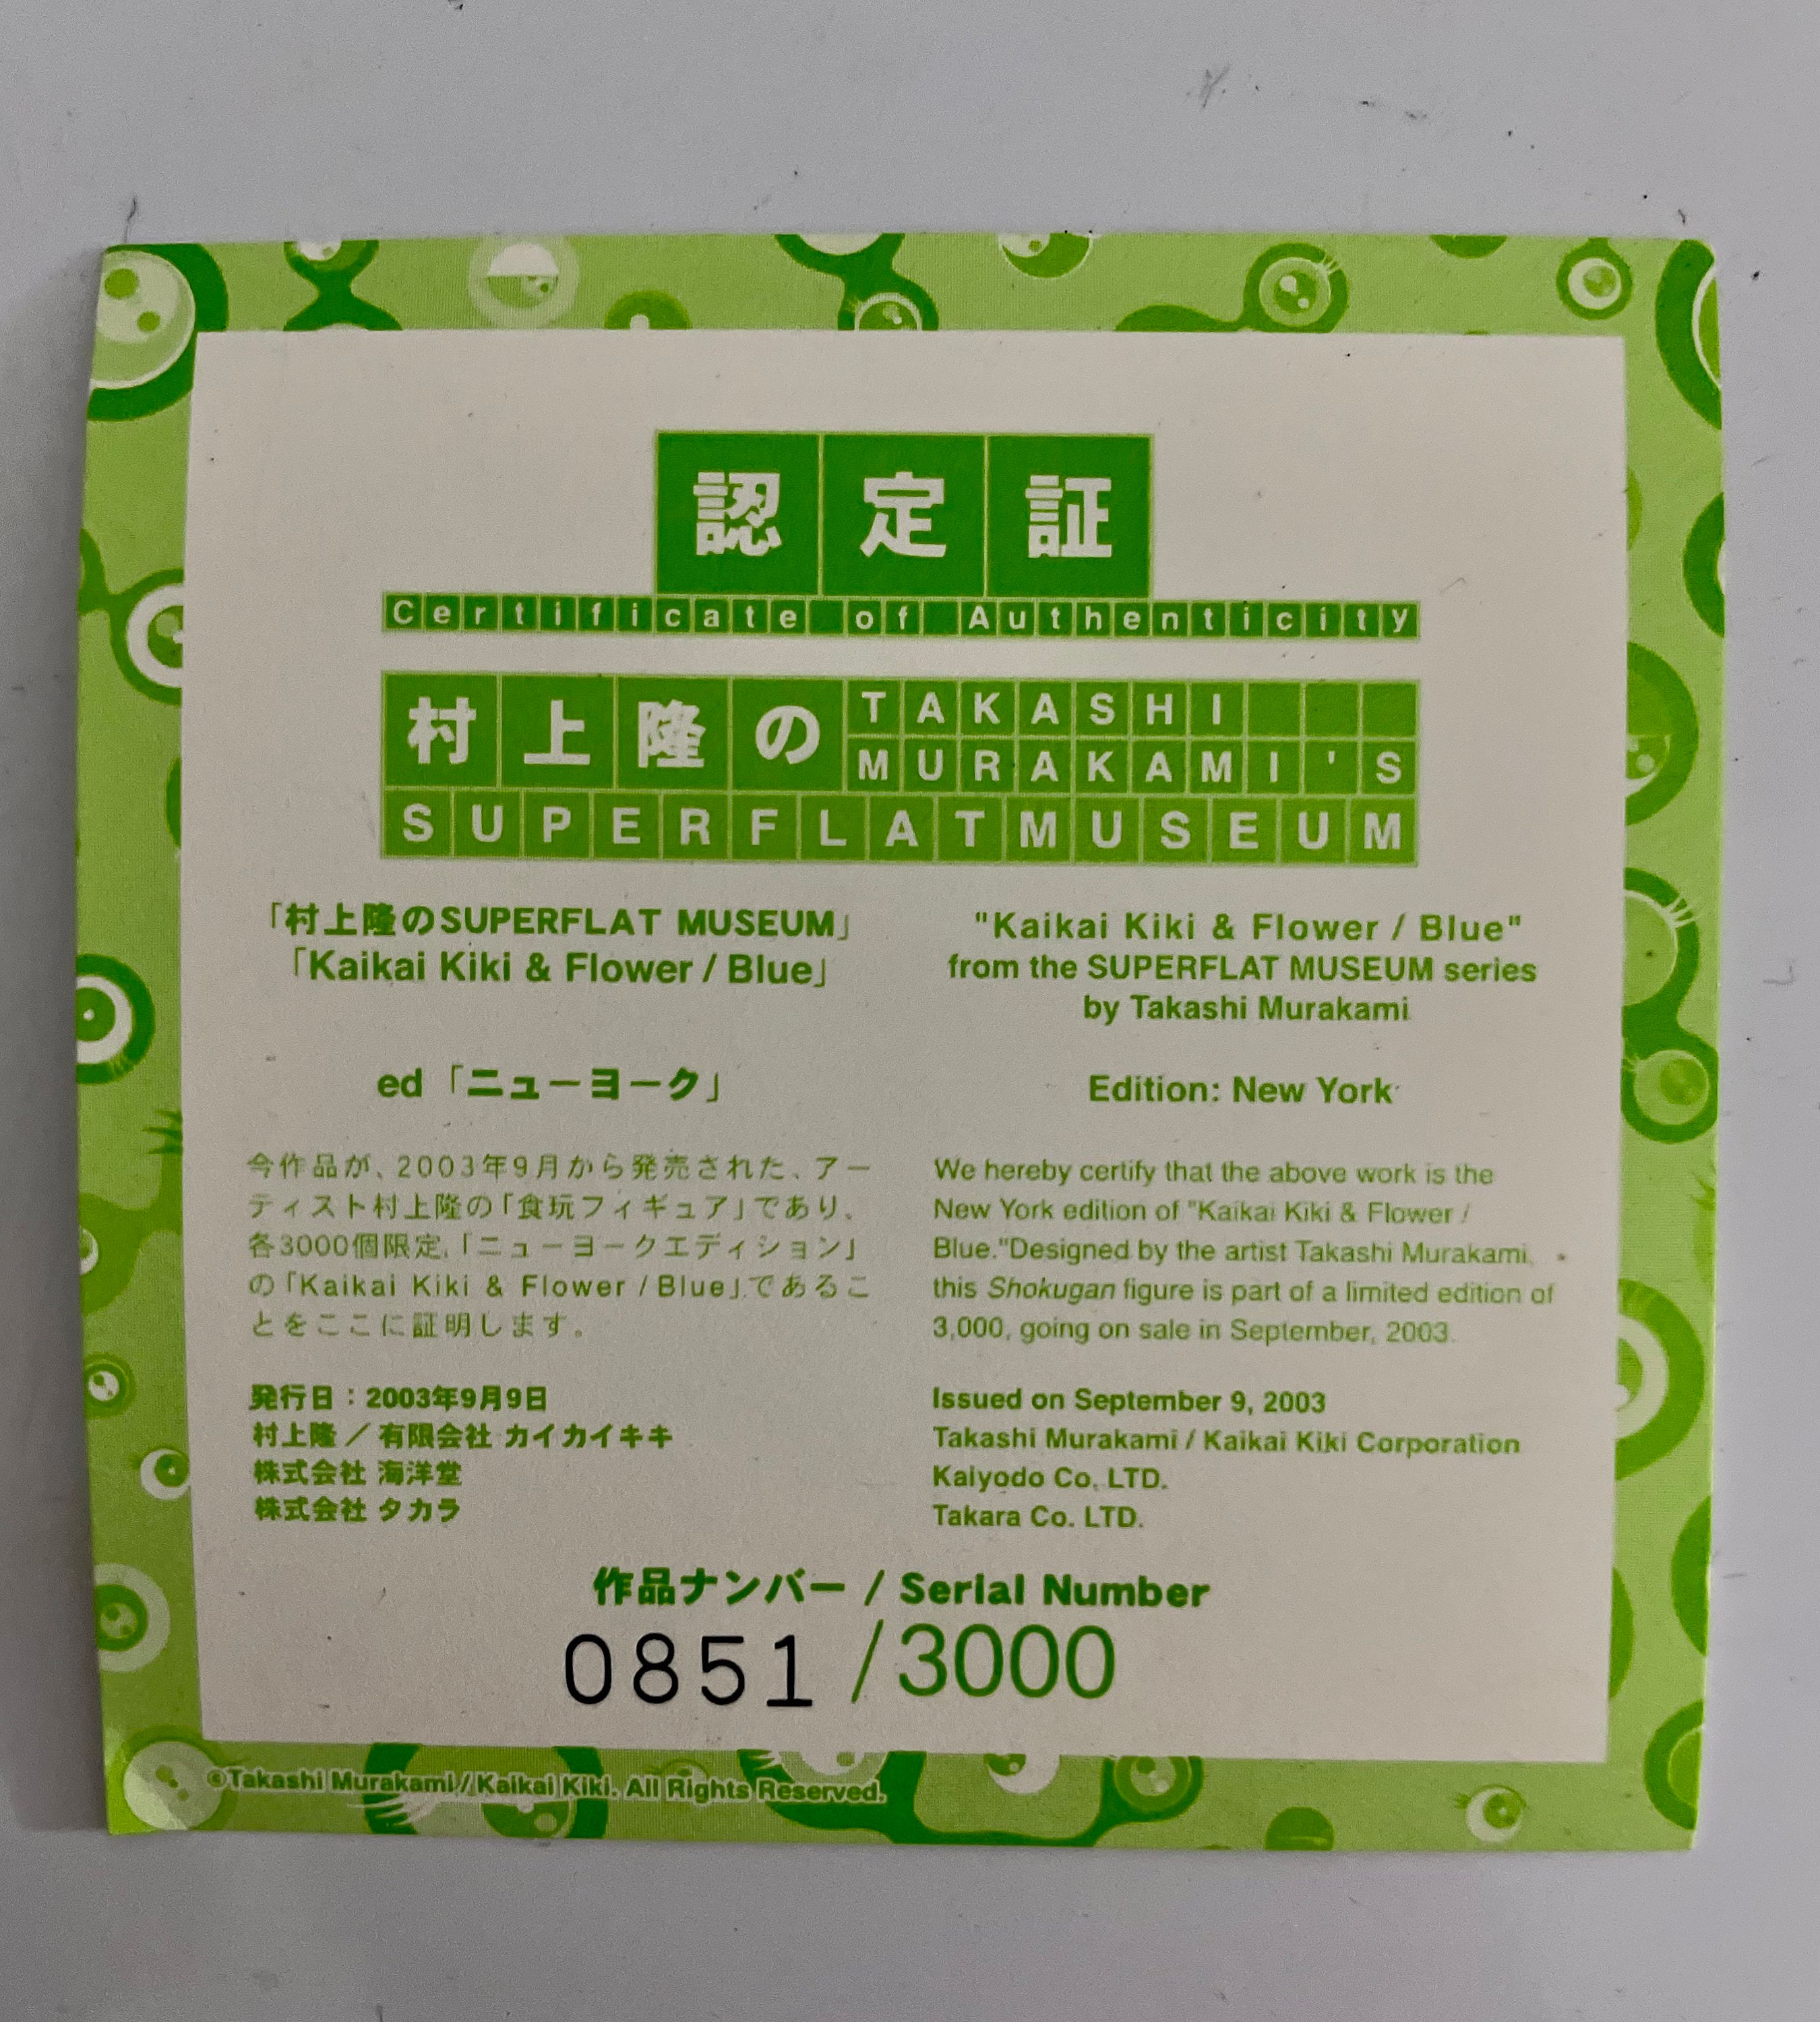 認定証
Certificate of Authenticity
村上隆の
TAKASHI
MURAKAMI'S
SUPERFLATMUSEUM
「村上隆のSUPERFLAT MUSEUM」
「Kaikai Kiki & Flower / Blue」
ed「ニューヨーク」
今作品が、2003年9月から発売された、アー
ティスト村上隆の「食玩フィギュア」であり、
各3000個限定、「ニューヨークエディション」
の「Kaikai Kiki & Flower / Blue」であるこ
とをここに証明します。
発行日：2003年9月9日
村上隆／有限会社 カイカイキキ
株式会社 海洋堂
株式会社 タカラ
"Kaikai Kiki & Flower / Blue"
from the SUPERFLAT MUSEUM series
by Takashi Murakami
Edition: New York
We hereby certify that the above work is the
New York edition of "Kaikai Kiki & Flower /
Blue."Designed by the artist Takashi Murakami,
this Shokugan figure is part of a limited edition of
3,000, going on sale in September, 2003.
Issued on September 9, 2003
Takashi Murakami / Kaikai Kiki Corporation
Kaiyodo Co. LTD.
Takara Co. LTD.
作品ナンバー / Serial Number
0851 /3000
©Takashi Murakami/Kaikai Kiki. All Rights Reserved.